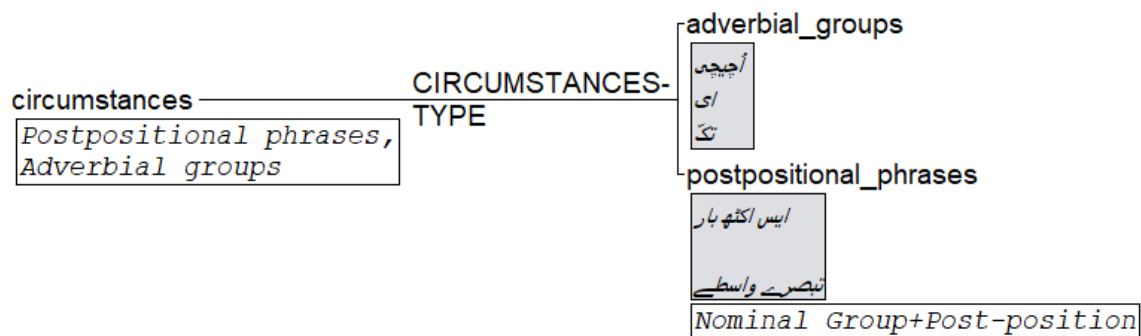 adverbial_groups
اُچیچی
ای
تکّ
CIRCUMSTANCES-
TYPE
circumstances
Postpositional phrases,
Adverbial groups
postpositional_phrases
ایس اکٹھ بار
تبصرے واسطے
Nominal Group+Post-position